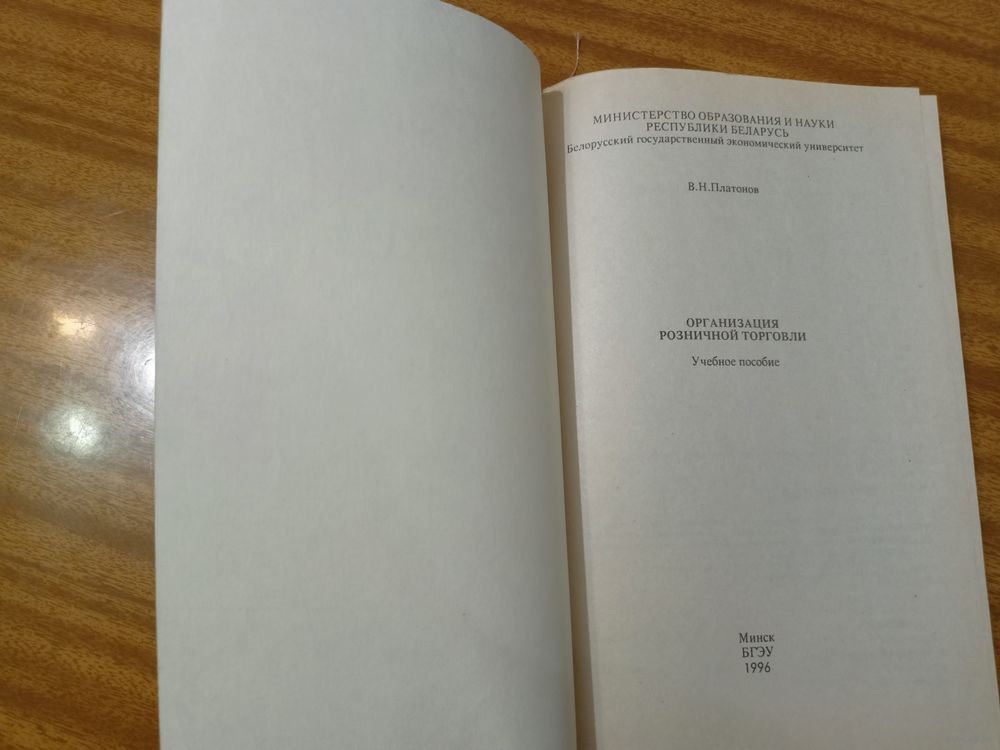 МИНИСТЕРСТВО ОБРАЗОВАНИЯ И НАУКИ
РЕСПУБЛИКИ БЕЛАРУСЬ
Белорусский государственный экономический университет
В.Н.Платонов
ОРГАНИЗАЦИЯ
РОЗНИЧНОЙ ТОРГОВЛИ
Учебное пособие
Минск
БГЭУ
1996